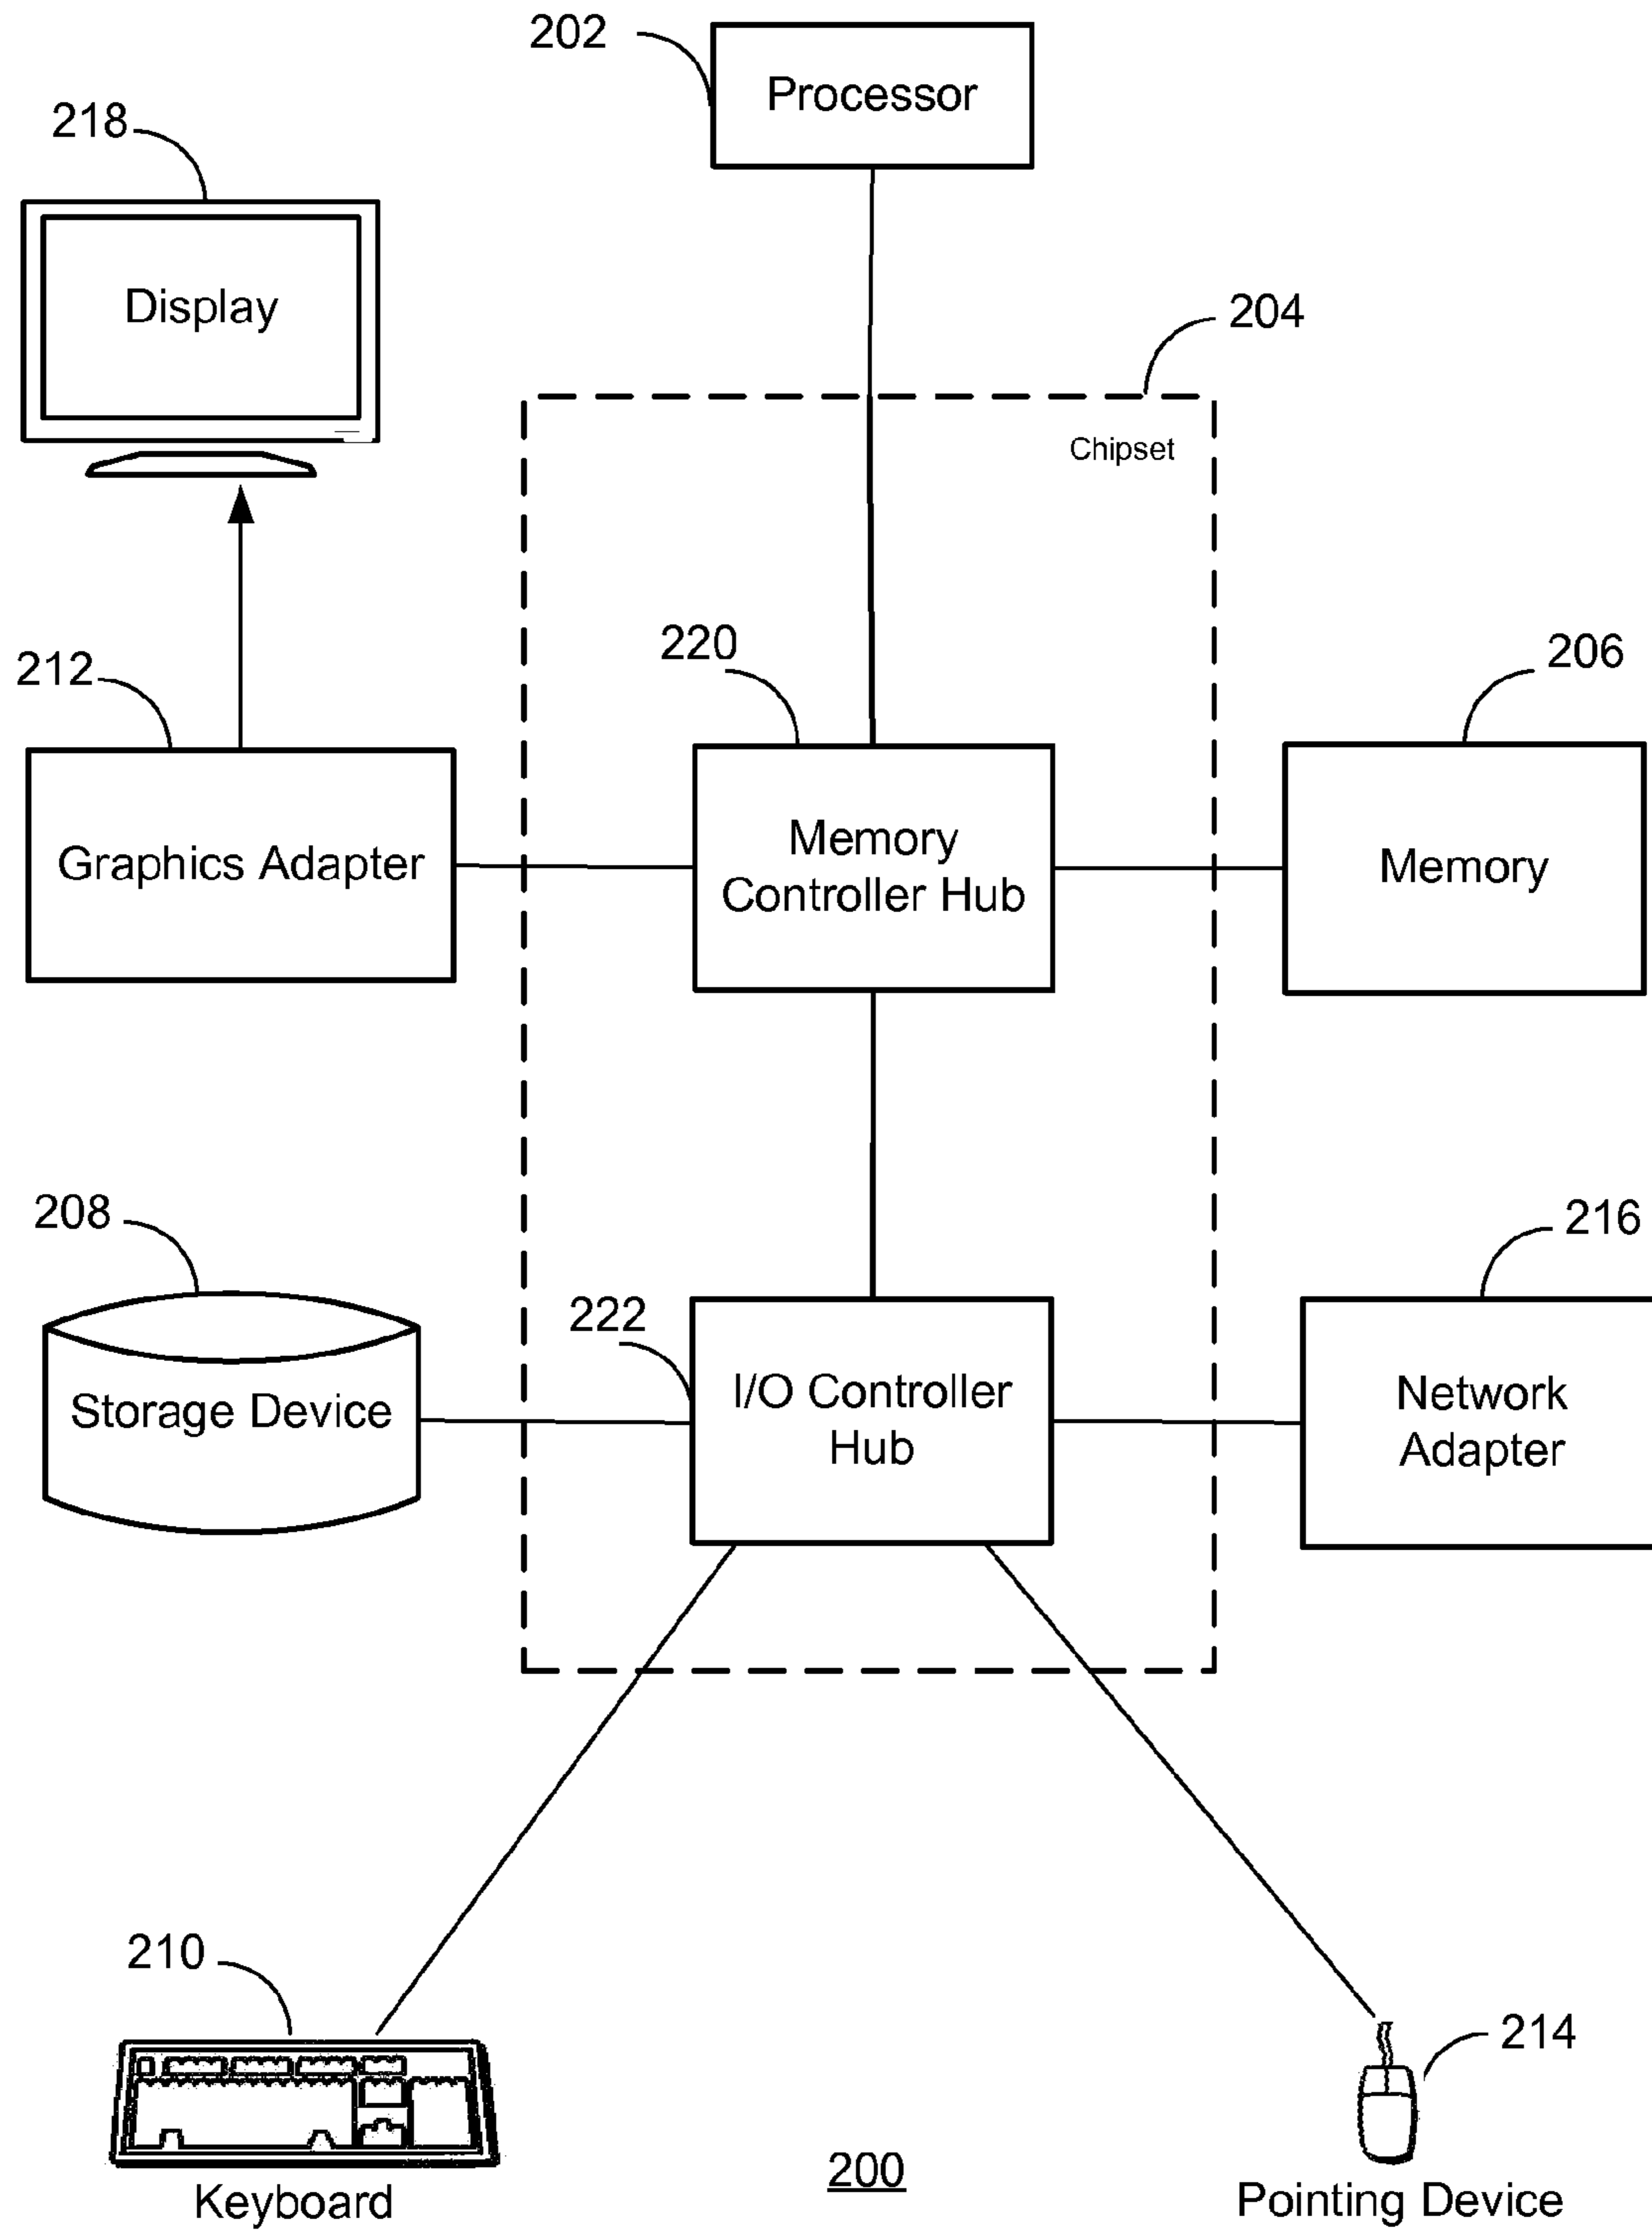 202
Processor
218
Display
204
Chipset
220
206
212
Memory
Controller Hub
Graphics Adapter
Memory
208
216
222
I/O Controller
Hub
Storage Device
Network
Adapter
210
214
200
Keyboard
Pointing Device